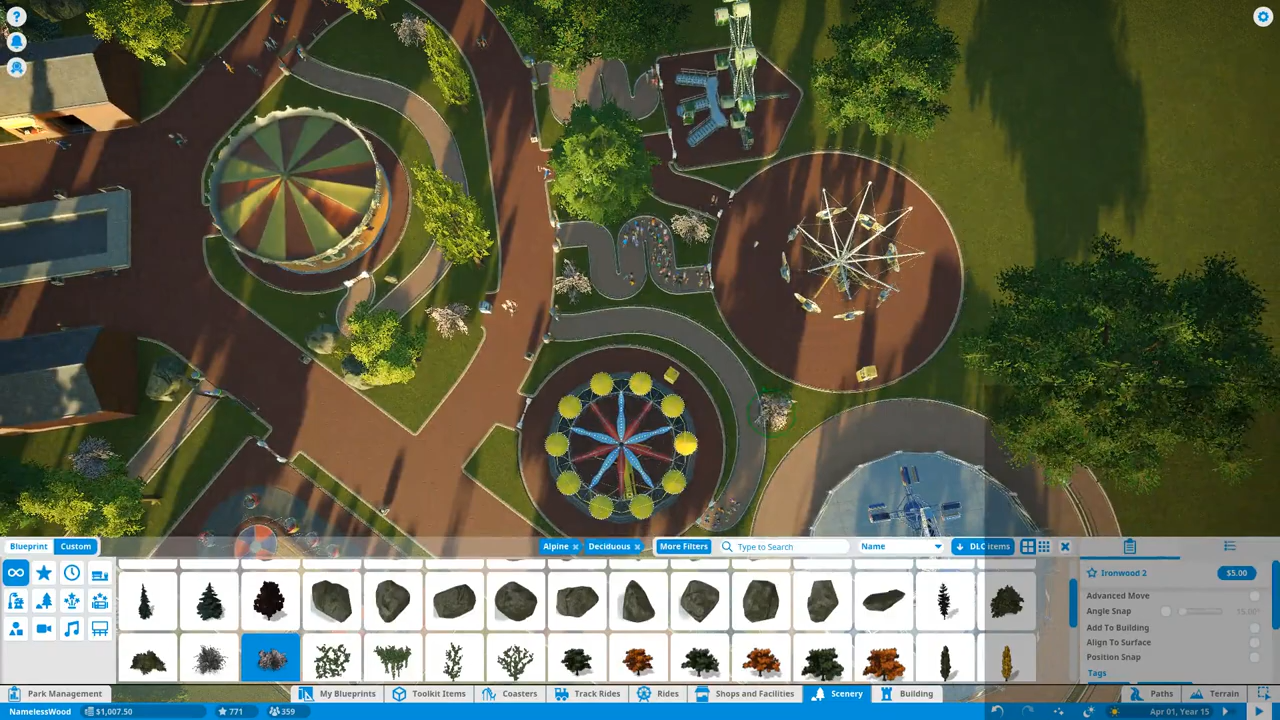 ?
Blueprint Custom Alpine × Deciduous × More Filters Type to Search Name DLC items
Ironwood 2 $5.00
Advanced Move
Angle Snap 15.00°
Add To Building
Align To Surface
Position Snap
Tags
Park Management My Blueprints Toolkit Items Coasters Track Rides Rides Shops and Facilities Scenery Building Paths Terrain
NamelessWood $1,007.50 771 359 Apr 01, Year 15